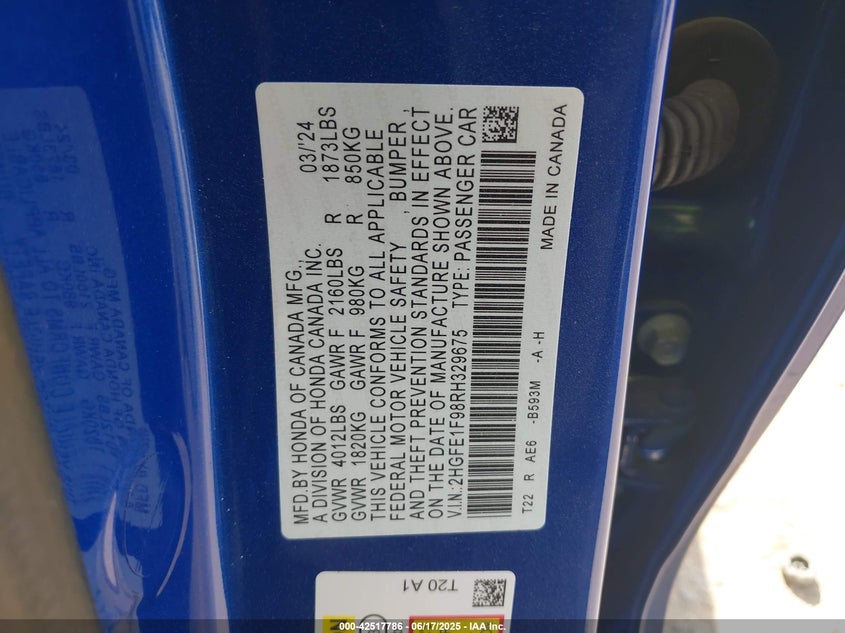 MFD.BY HONDA OF CANADA MFG., 03/'24
A DIVISION OF HONDA CANADA INC.
GVWR 4012LBS GAWR F 2160LBS R 1873LBS
GVWR 1820KG GAWR F 980KG R 850KG
THIS VEHICLE CONFORMS TO ALL APPLICABLE
FEDERAL MOTOR VEHICLE SAFETY , BUMPER ,
AND THEFT PREVENTION STANDARDS IN EFFECT
ON THE DATE OF MANUFACTURE SHOWN ABOVE.
V.I.N.:2HGFE1F98RH329675 TYPE: PASSENGER CAR
T22 R AE6 -B593M -A -H
MADE IN CANADA
T20 A1
000-42517786 - 06/17/2025 - IAA Inc.